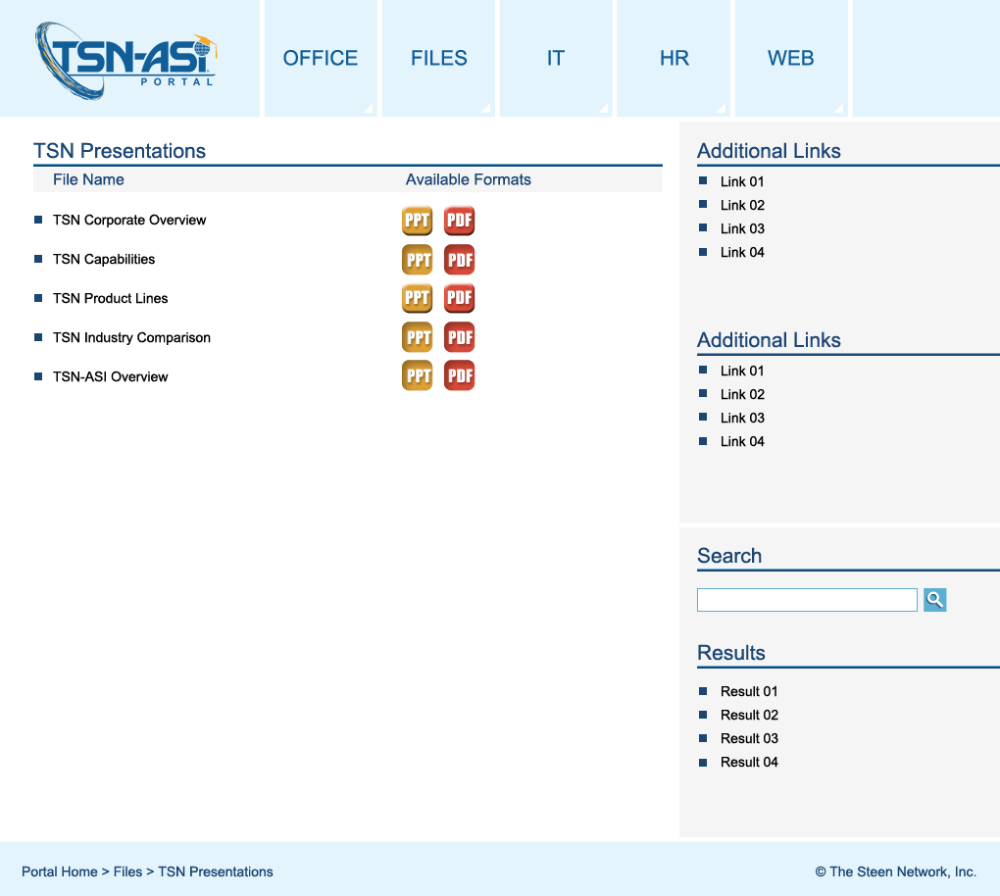 TSN-ASI
PORTAL
OFFICE
FILES
IT
HR
WEB
TSN Presentations
File Name Available Formats
TSN Corporate Overview PPT PDF
TSN Capabilities PPT PDF
TSN Product Lines PPT PDF
TSN Industry Comparison PPT PDF
TSN-ASI Overview PPT PDF
Additional Links
Link 01
Link 02
Link 03
Link 04
Additional Links
Link 01
Link 02
Link 03
Link 04
Search
Results
Result 01
Result 02
Result 03
Result 04
Portal Home > Files > TSN Presentations
© The Steen Network, Inc.